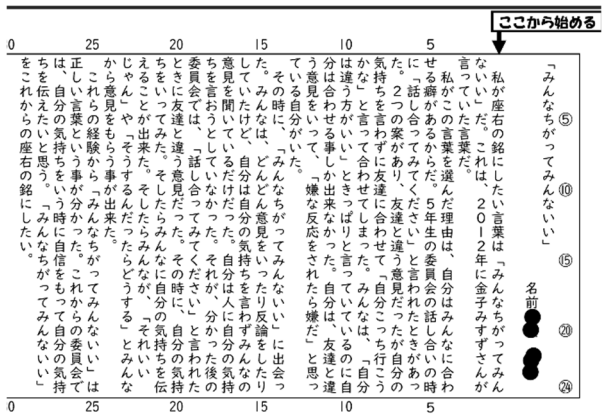 ここから始める
5 10 15 20 25 0
「みんなちがってみんないい」
名前
⑤ ⑩ ⑮ ⑳ ㉔
私が座右の銘にしたい言葉は「みんなちがってみん
ないい」だ。これは、2012年に金子みすずさんが
言っていた言葉だ。
私がこの言葉を選んだ理由は、自分はみんなに合わ
せる癖があるからだ。5年生の委員会の話し合いの時
に「話し合ってみてください」と言われたときがあっ
た。2つの案があり、友達と違う意見だったが自分の
気持ちを言わずに友達に合わせて「自分こっち行こう
かな」と言って合わせてしまった。みんなは、「自分
は違う方がいい」ときっぱりと言っていているのに自
分は合わせる事しか出来なかった。自分は、友達と違
う意見をいって、「嫌な反応をされたら嫌だ」と思っ
ている自分がいた。
その時に、「みんなちがってみんないい」に出会っ
た。みんなは、どんどん意見をいったり反論をしたり
していたけど、自分は自分の気持ちを言わずみんなの
意見を聞いているだけだった。自分は人に自分の気持
ちを言おうとしていなかった。それが、分かった後の
委員会では、「話し合ってみてください」と言われた
ときに友達と違う意見だった。その時に、自分の気持
ちをいってみた。そしたらみんなに自分の気持ちを伝
えることが出来た。そしたらみんなが、「それいい
じゃん」や「そうするんだったらどうする」とみんな
から意見をもらう事が出来た。
これらの経験から「みんなちがってみんないい」は
正しい言葉という事が分かった。これからの委員会で
は、自分の気持ちをいう時に自信をもって自分の気持
ちを伝えたいと思う。「みんなちがってみんないい」
をこれからの座右の銘にしたい。
5 10 15 20 25 0